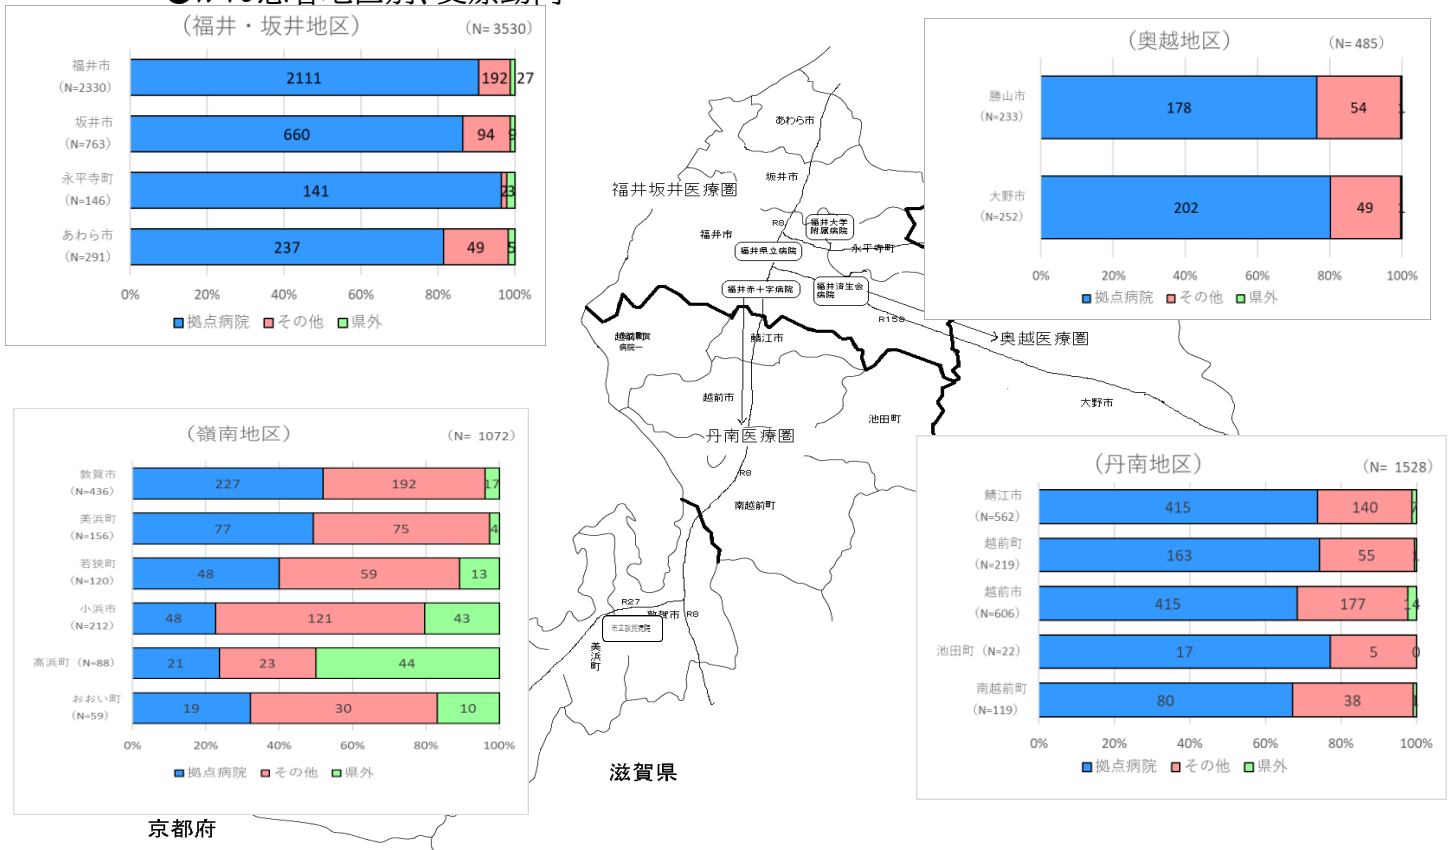 (福井・坂井地区)
(N= 3530)
福井市
(N=2330)
2111
192
27
坂井市
(N=763)
660
94
9
永平寺町
(N=146)
141
2
3
あわら市
(N=291)
237
49
5
0%
20%
40%
60%
80%
100%
拠点病院
その他
県外
(奥越地区)
(N= 485)
勝山市
(N=233)
178
54
1
大野市
(N=252)
202
49
1
0%
20%
40%
60%
80%
100%
拠点病院
その他
県外
あわら市
坂井市
福井坂井医療圏
福井市
R8
福井大学
附属病院
永平寺町
福井県立病院
福井赤十字病院
福井済生会
病院
R158
奥越医療圏
鯖江市
越前市
池田町
大野市
丹南医療圏
R8
南越前町
R27
敦賀市
R8
市立敦賀病院
美浜町
滋賀県
京都府
(嶺南地区)
(N= 1072)
敦賀市
(N=436)
227
192
17
美浜町
(N=156)
77
75
4
若狭町
(N=120)
48
59
13
小浜市
(N=212)
48
121
43
高浜町 (N=88)
21
23
44
おおい町
(N=59)
19
30
10
0%
20%
40%
60%
80%
100%
拠点病院
その他
県外
(丹南地区)
(N= 1528)
鯖江市
(N=562)
415
140
7
越前町
(N=219)
163
55
1
越前市
(N=606)
415
177
14
池田町 (N=22)
17
5
0
南越前町
(N=119)
80
38
1
0%
20%
40%
60%
80%
100%
拠点病院
その他
県外